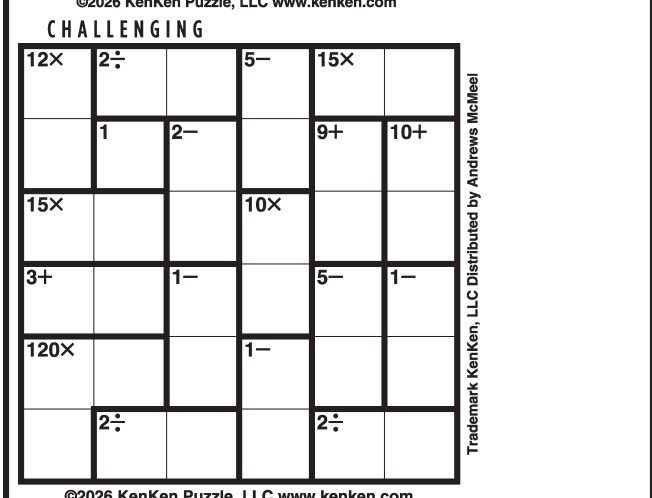 ©2026 KenKen Puzzle, LLC www.kenken.com
CHALLENGING
12× 2÷ 5− 15×
1 2− 9+ 10+
15× 10×
3+ 1− 5− 1−
120× 1−
2÷ 2÷
©2026 KenKen Puzzle, LLC www.kenken.com
Trademark KenKen, LLC Distributed by Andrews McMeel